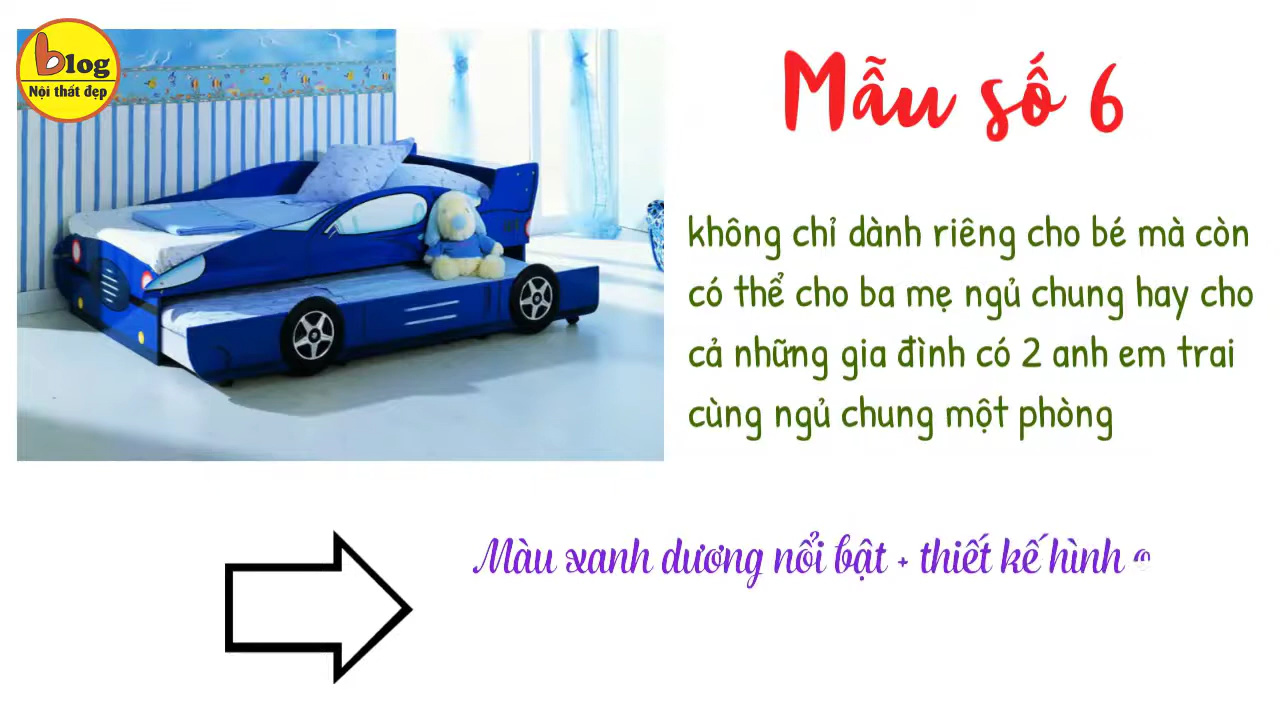 blog
Nội thất đẹp
Mẫu số 6
không chỉ dành riêng cho bé mà còn
có thể cho ba mẹ ngủ chung hay cho
cả những gia đình có 2 anh em trai
cùng ngủ chung một phòng
Màu xanh dương nổi bật + thiết kế hình